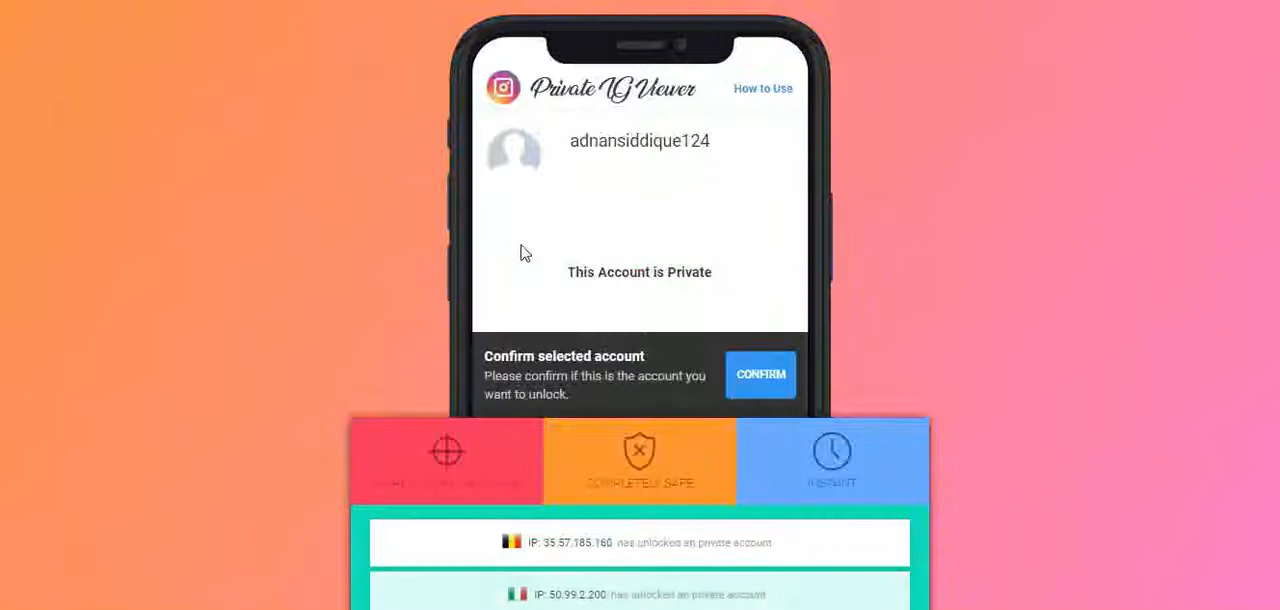 Private IG Viewer
How to Use
adnansiddique124
This Account is Private
Confirm selected account
Please confirm if this is the account you
want to unlock.
CONFIRM
COMPLETELY SAFE
INSTANT
IP: 35.57.185.160 has unlocked an private account
IP: 50.99.2.200 has unlocked an private account